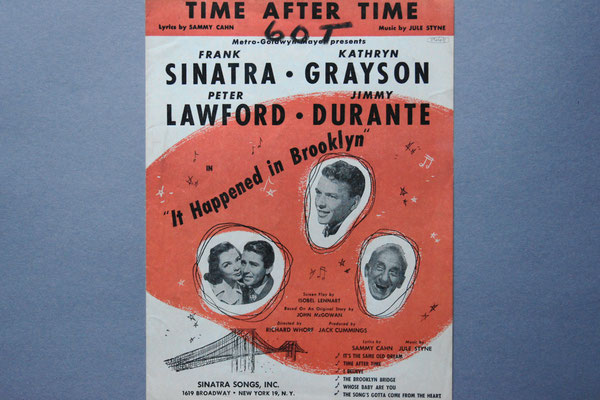 TIME AFTER TIME
Lyrics by SAMMY CAHN Music by JULE STYNE
60T
Metro-Goldwyn-Mayer presents
FRANK KATHRYN
SINATRA • GRAYSON
PETER JIMMY
LAWFORD • DURANTE
IN
"It Happened in Brooklyn"
Screen Play by
ISOBEL LENNART
Based On An Original Story by
JOHN McGOWAN
Directed by Produced by
RICHARD WHORF JACK CUMMINGS
Lyrics by Music by
SAMMY CAHN JULE STYNE
IT'S THE SAME OLD DREAM
TIME AFTER TIME
I BELIEVE
THE BROOKLYN BRIDGE
WHOSE BABY ARE YOU
THE SONG'S GOTTA COME FROM THE HEART
SINATRA SONGS, INC.
1619 BROADWAY • NEW YORK 19, N. Y.